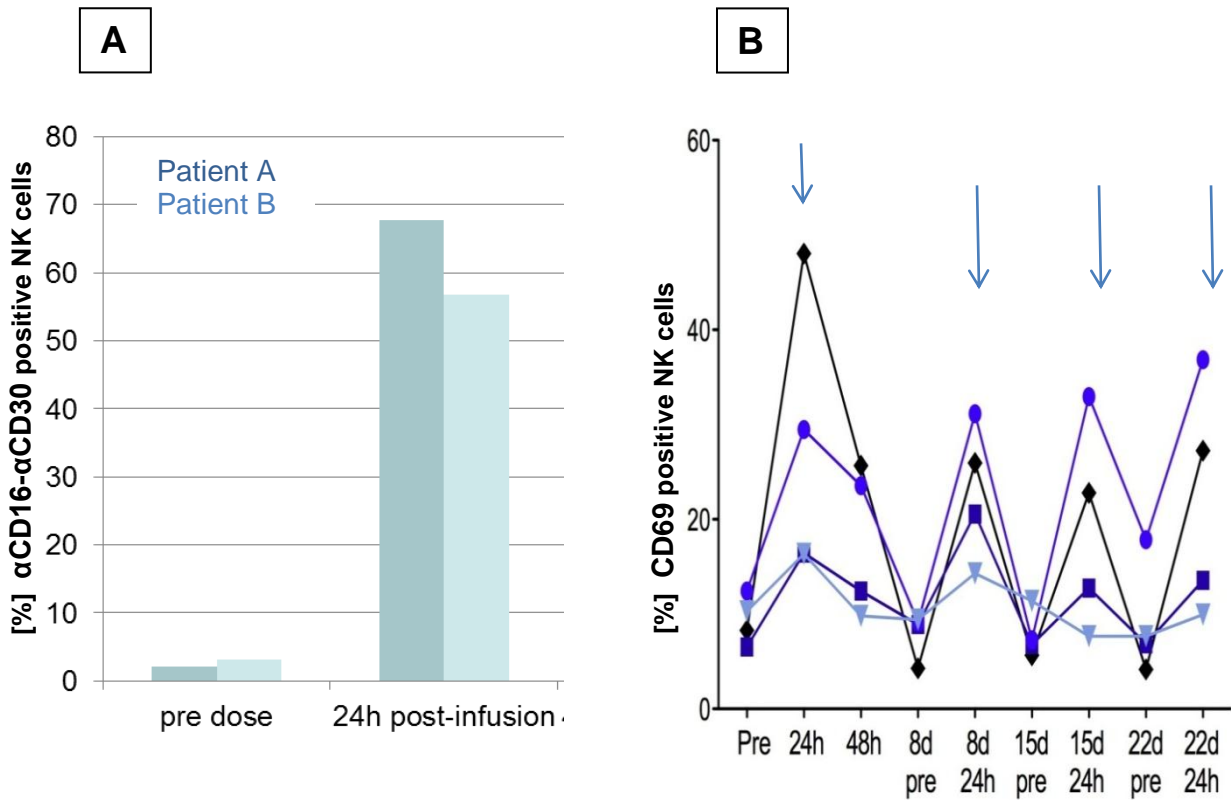 A
[%] αCD16-αCD30 positive NK cells
80
70
60
50
40
30
20
10
0
Patient A
Patient B
pre dose
24h post-infusion
B
[%] CD69 positive NK cells
60
40
20
0
Pre
24h
48h
8d pre
8d 24h
15d pre
15d 24h
22d pre
22d 24h